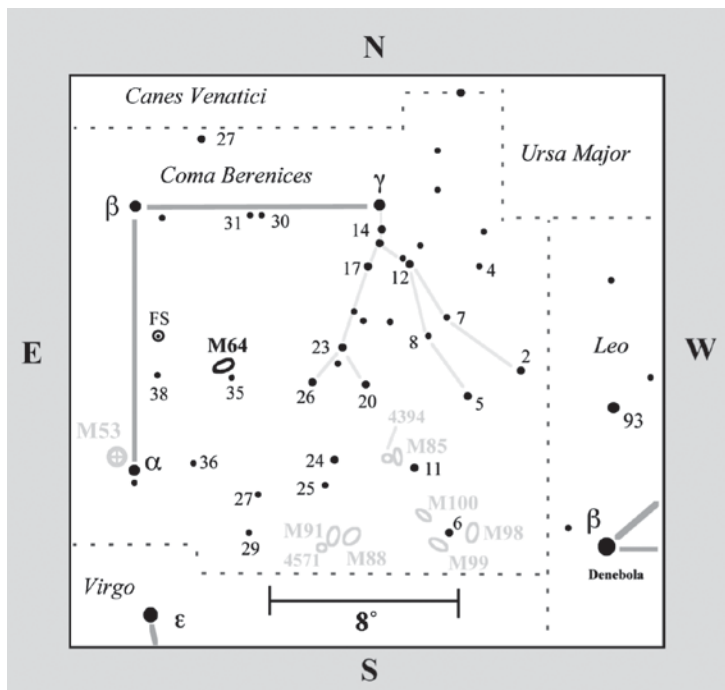 N
Canes Venatici
27
Ursa Major
Coma Berenices
γ
β
31 30
14
17
12
4
FS
7
E
M64
23
8
Leo
W
2
38
35
26
20
5
93
4394
M53
M85
α
36
24
11
25
27
M100
6
M98
β
29
M91
4571
M88
M99
Denebola
Virgo
ε
8°
S